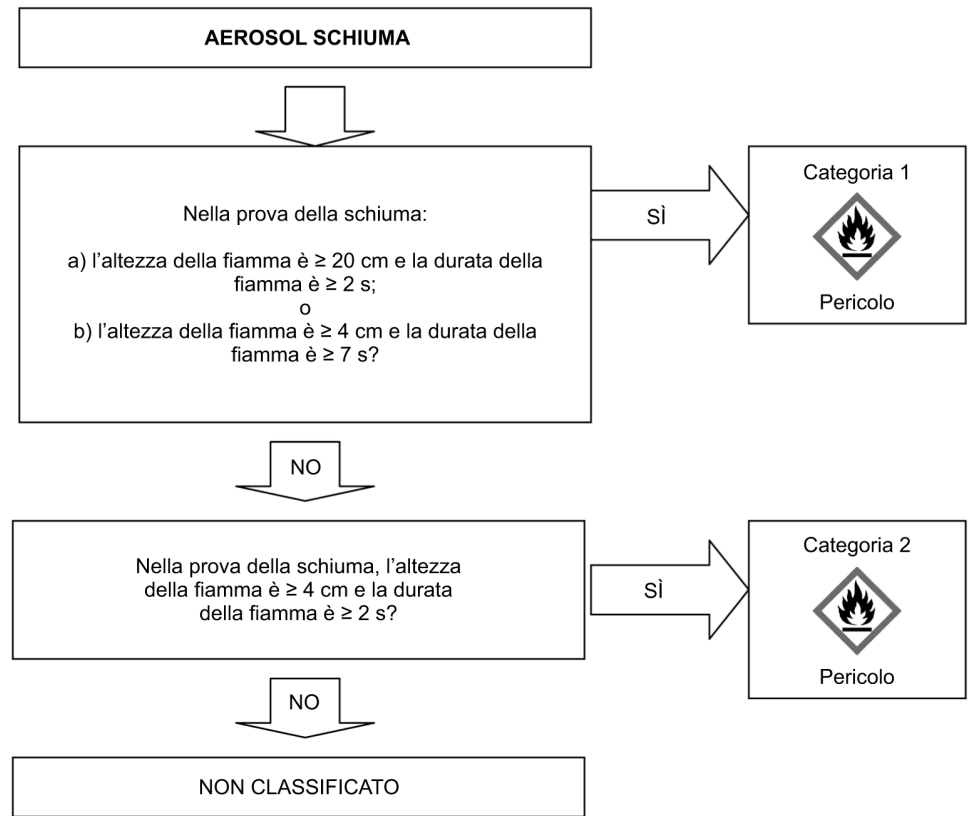 AEROSOL SCHIUMA
Nella prova della schiuma:
a) l'altezza della fiamma è ≥ 20 cm e la durata della
fiamma è ≥ 2 s;
o
b) l'altezza della fiamma è ≥ 4 cm e la durata della
fiamma è ≥ 7 s?
SÌ
Categoria 1
Pericolo
NO
Nella prova della schiuma, l'altezza
della fiamma è ≥ 4 cm e la durata
della fiamma è ≥ 2 s?
SÌ
Categoria 2
Pericolo
NO
NON CLASSIFICATO